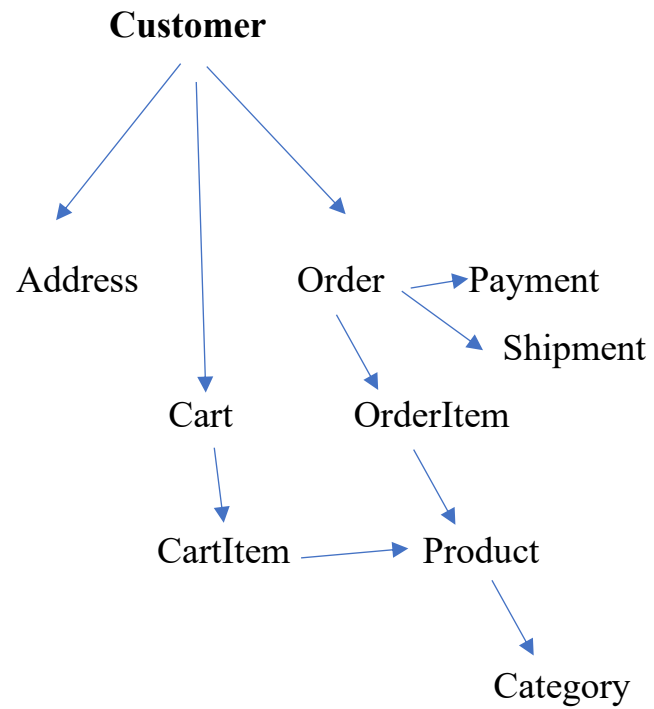 Customer
Address
Order
Payment
Shipment
Cart
OrderItem
CartItem
Product
Category